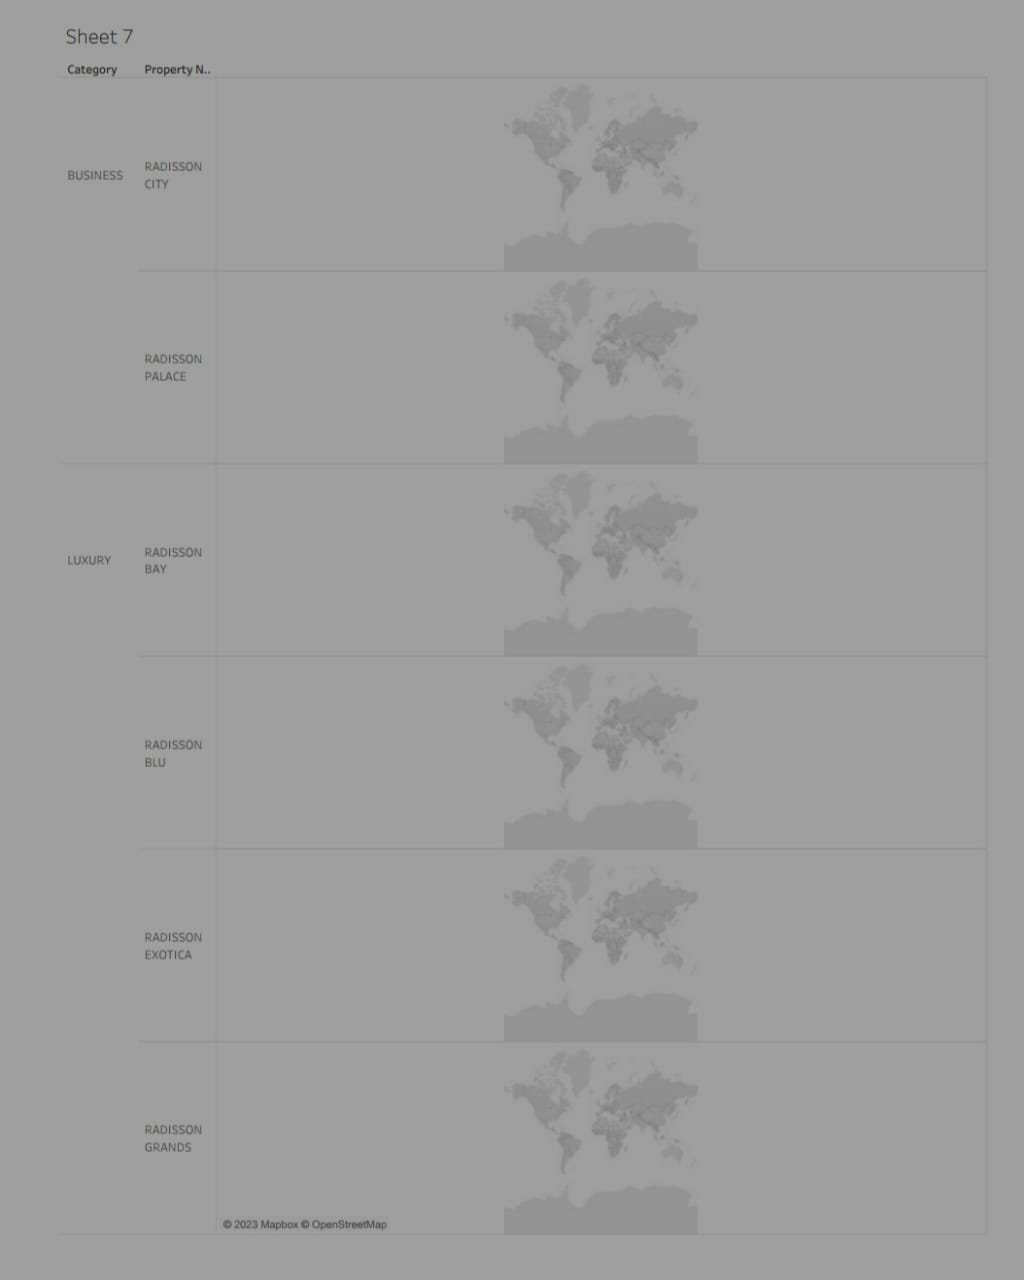 Sheet 7
Category Property N..
BUSINESS RADISSON
CITY
RADISSON
PALACE
LUXURY RADISSON
BAY
RADISSON
BLU
RADISSON
EXOTICA
RADISSON
GRANDS
© 2023 Mapbox © OpenStreetMap